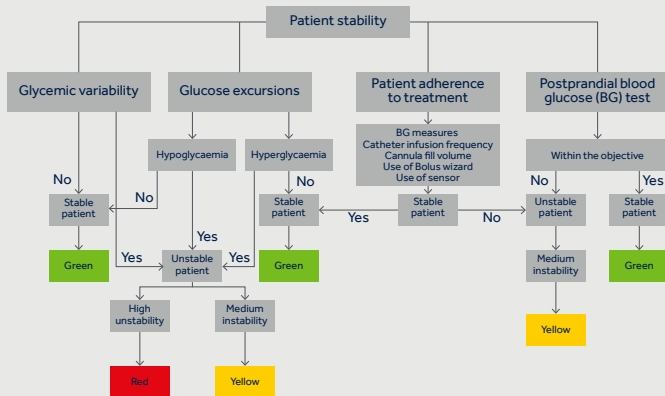 Patient stability
Glycemic variability
Glucose excursions
Patient adherence
to treatment
Postprandial blood
glucose (BG) test
BG measures
Catheter infusion frequency
Cannula fill volume
Use of Bolus wizard
Use of sensor
Hypoglycaemia
Hyperglycaemia
Within the objective
No
No
No
Yes
No
No
Yes
Stable
patient
Stable
patient
Stable
patient
Unstable
patient
Stable
patient
Yes
Yes
Yes
Green
Unstable
patient
Green
Medium
instability
Green
High
unstability
Medium
instability
Yellow
Red
Yellow